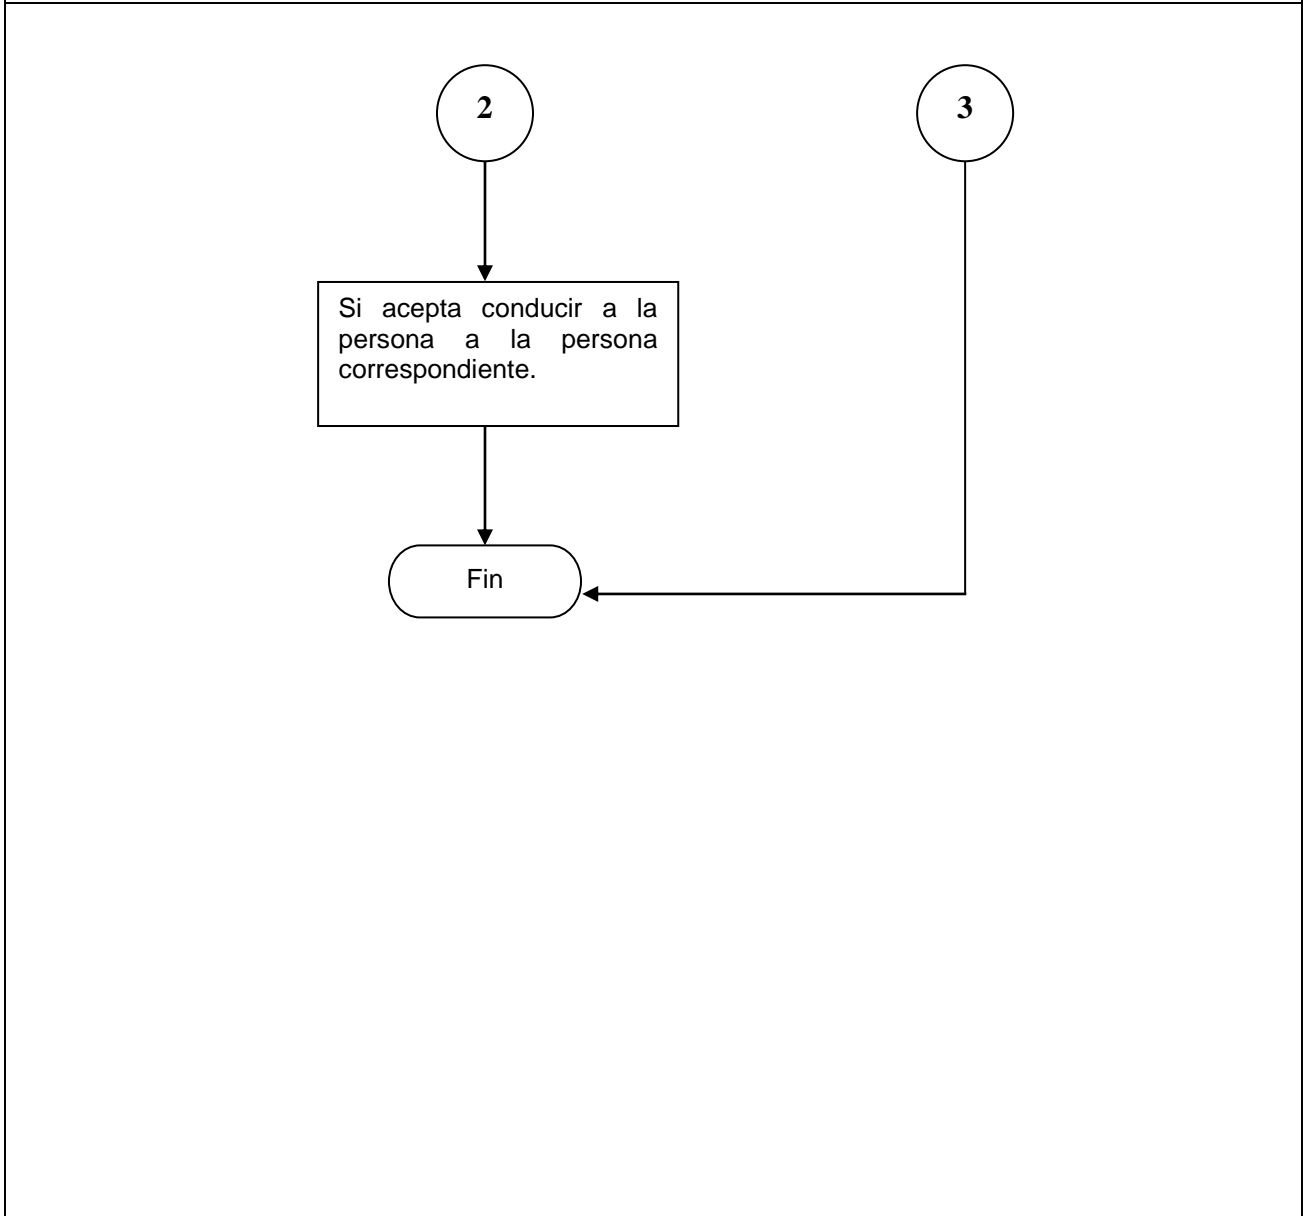 2
3
Si acepta conducir a la
persona a la persona
correspondiente.
Fin